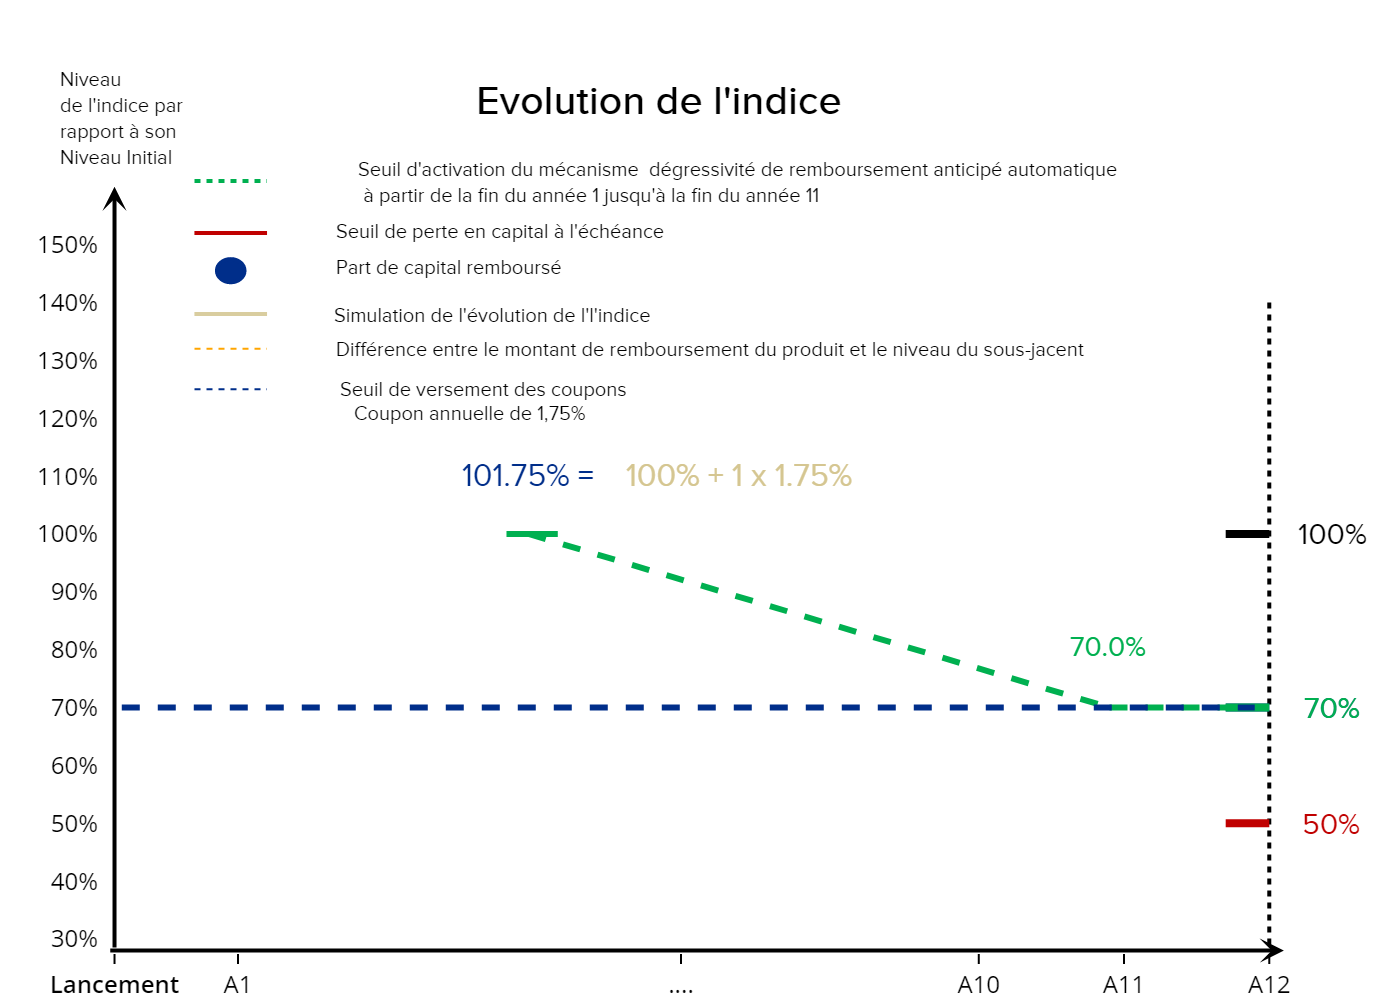 Niveau
de l'indice par
rapport à son
Niveau Initial
Evolution de l'indice
Seuil d'activation du mécanisme  dégressivité de remboursement anticipé automatique
à partir de la fin du année 1 jusqu'à la fin du année 11
Seuil de perte en capital à l'échéance
Part de capital remboursé
Simulation de l'évolution de l'l'indice
Différence entre le montant de remboursement du produit et le niveau du sous-jacent
Seuil de versement des coupons
Coupon annuelle de 1,75%
150%
140%
130%
120%
110%
100%
90%
80%
70%
60%
50%
40%
30%
101.75% = 100% + 1 x 1.75%
70.0%
100%
70%
50%
Lancement A1 .... A10 A11 A12